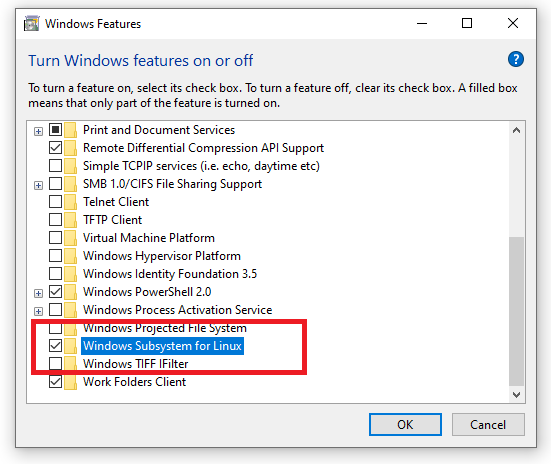 Windows Features
Turn Windows features on or off
To turn a feature on, select its check box. To turn a feature off, clear its check box. A filled box
means that only part of the feature is turned on.
Print and Document Services
Remote Differential Compression API Support
Simple TCPIP services (i.e. echo, daytime etc)
SMB 1.0/CIFS File Sharing Support
Telnet Client
TFTP Client
Virtual Machine Platform
Windows Hypervisor Platform
Windows Identity Foundation 3.5
Windows PowerShell 2.0
Windows Process Activation Service
Windows Projected File System
Windows Subsystem for Linux
Windows TIFF IFilter
Work Folders Client
OK
Cancel